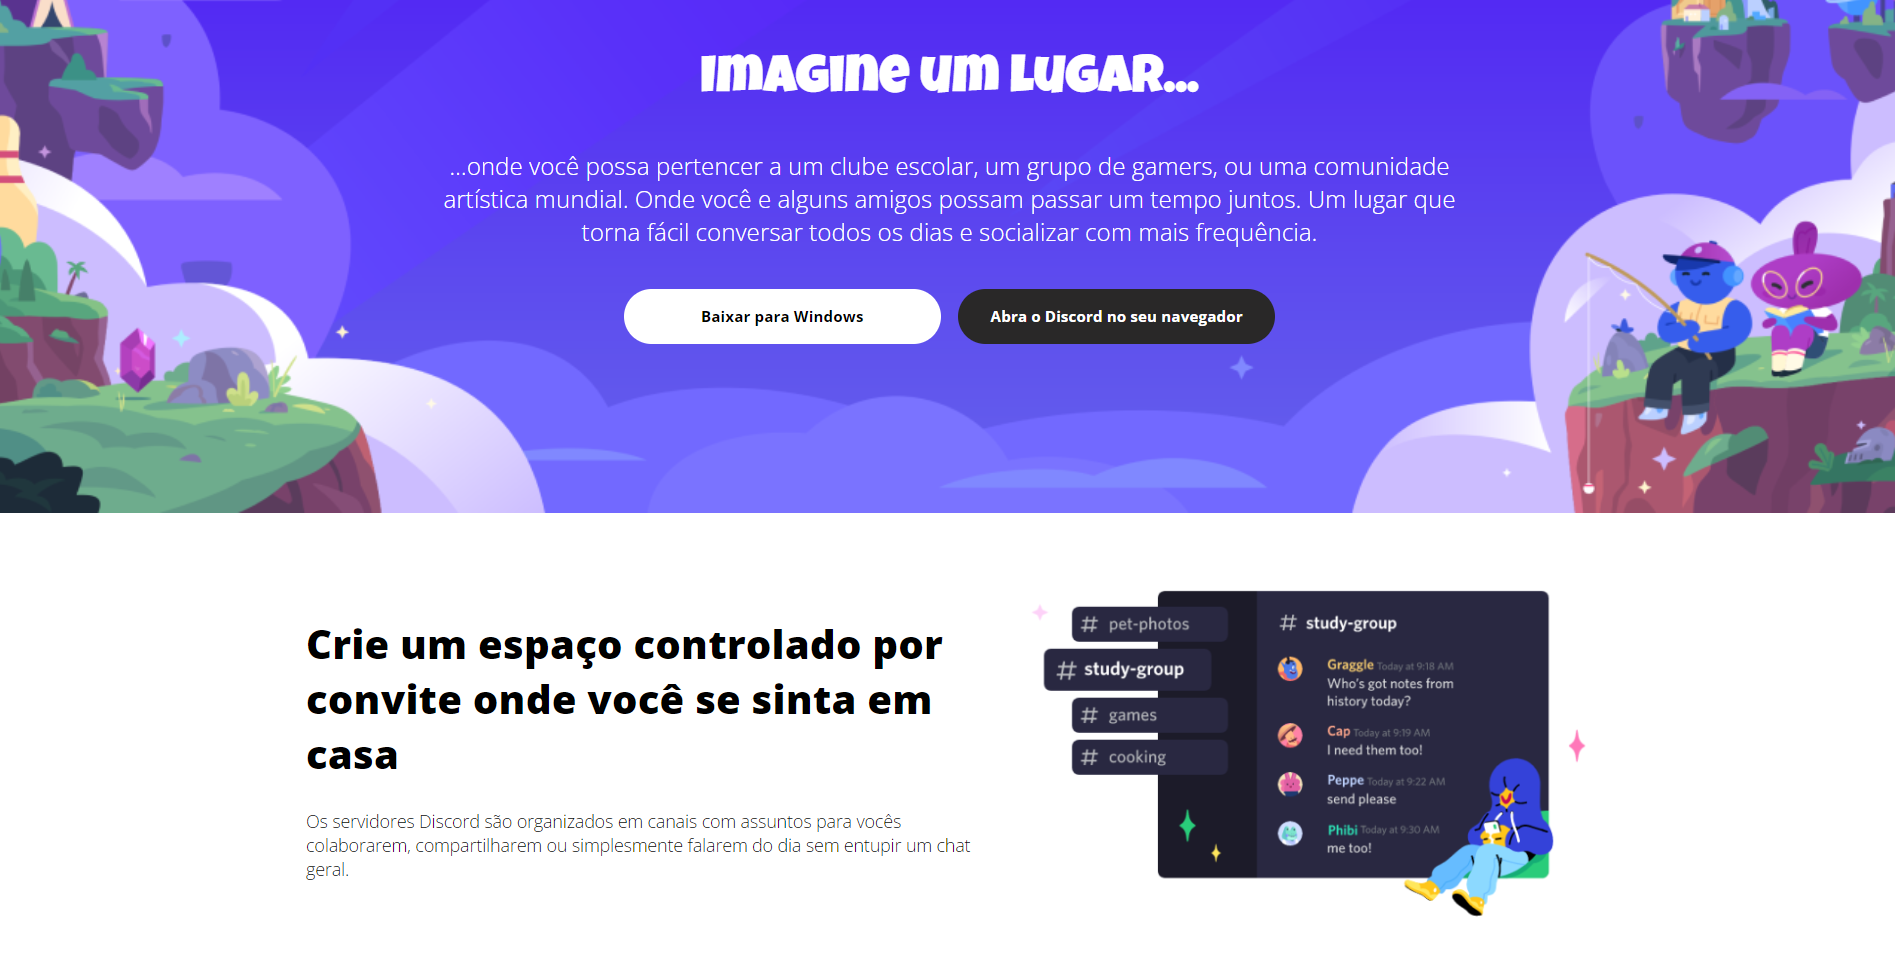 Imagine um lugar...
...onde você possa pertencer a um clube escolar, um grupo de gamers, ou uma comunidade
artística mundial. Onde você e alguns amigos possam passar um tempo juntos. Um lugar que
torna fácil conversar todos os dias e socializar com mais frequência.
Baixar para Windows
Abra o Discord no seu navegador
Crie um espaço controlado por
convite onde você se sinta em
casa
Os servidores Discord são organizados em canais com assuntos para vocês
colaborarem, compartilharem ou simplesmente falarem do dia sem entupir um chat
geral.
# pet-photos
# study-group
# games
# cooking
# study-group
Graggle Today at 9:18 AM
Who's got notes from
history today?
Cap Today at 9:19 AM
I need them too!
Peppe Today at 9:22 AM
send please
Phibi Today at 9:30 AM
me too!